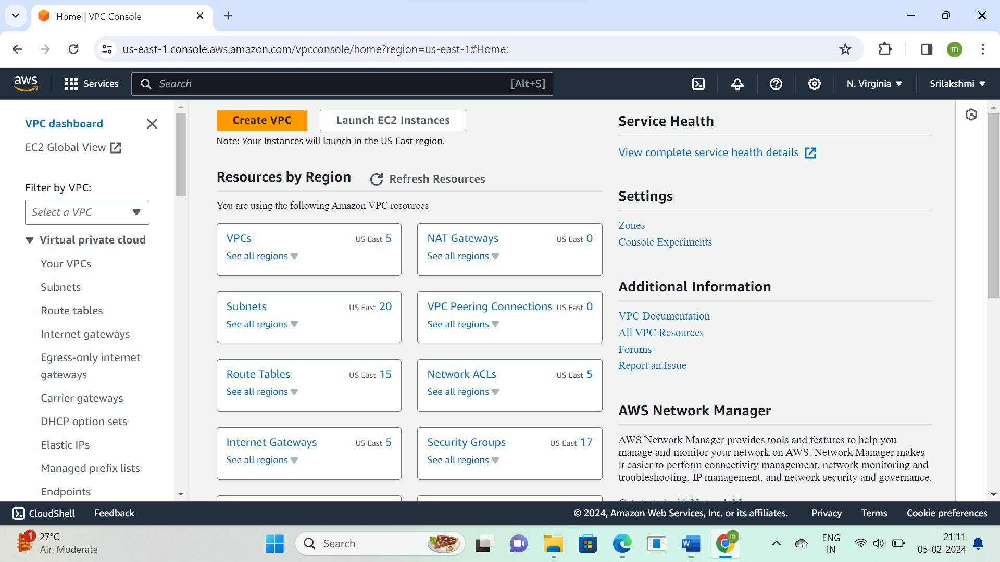 Home | VPC Console
us-east-1.console.aws.amazon.com/vpcconsole/home?region=us-east-1#Home:
m
aws
Services
Search
[Alt+S]
N. Virginia
Srilakshmi
VPC dashboard
EC2 Global View
Filter by VPC:
Select a VPC
Virtual private cloud
Your VPCs
Subnets
Route tables
Internet gateways
Egress-only internet
gateways
Carrier gateways
DHCP option sets
Elastic IPs
Managed prefix lists
Endpoints
Create VPC
Launch EC2 Instances
Note: Your Instances will launch in the US East region.
Resources by Region
Refresh Resources
You are using the following Amazon VPC resources
VPCs
US East 5
See all regions
NAT Gateways
US East 0
See all regions
Subnets
US East 20
See all regions
VPC Peering Connections
US East 0
See all regions
Route Tables
US East 15
See all regions
Network ACLs
US East 5
See all regions
Internet Gateways
US East 5
See all regions
Security Groups
US East 17
See all regions
Service Health
View complete service health details
Settings
Zones
Console Experiments
Additional Information
VPC Documentation
All VPC Resources
Forums
Report an Issue
AWS Network Manager
AWS Network Manager provides tools and features to help you
manage and monitor your network on AWS. Network Manager makes
it easier to perform connectivity management, network monitoring and
troubleshooting, IP management, and network security and governance.
CloudShell
Feedback
© 2024, Amazon Web Services, Inc. or its affiliates.
Privacy
Terms
Cookie preferences
1
27°C
Air: Moderate
Search
W
m
ENG
IN
21:11
05-02-2024